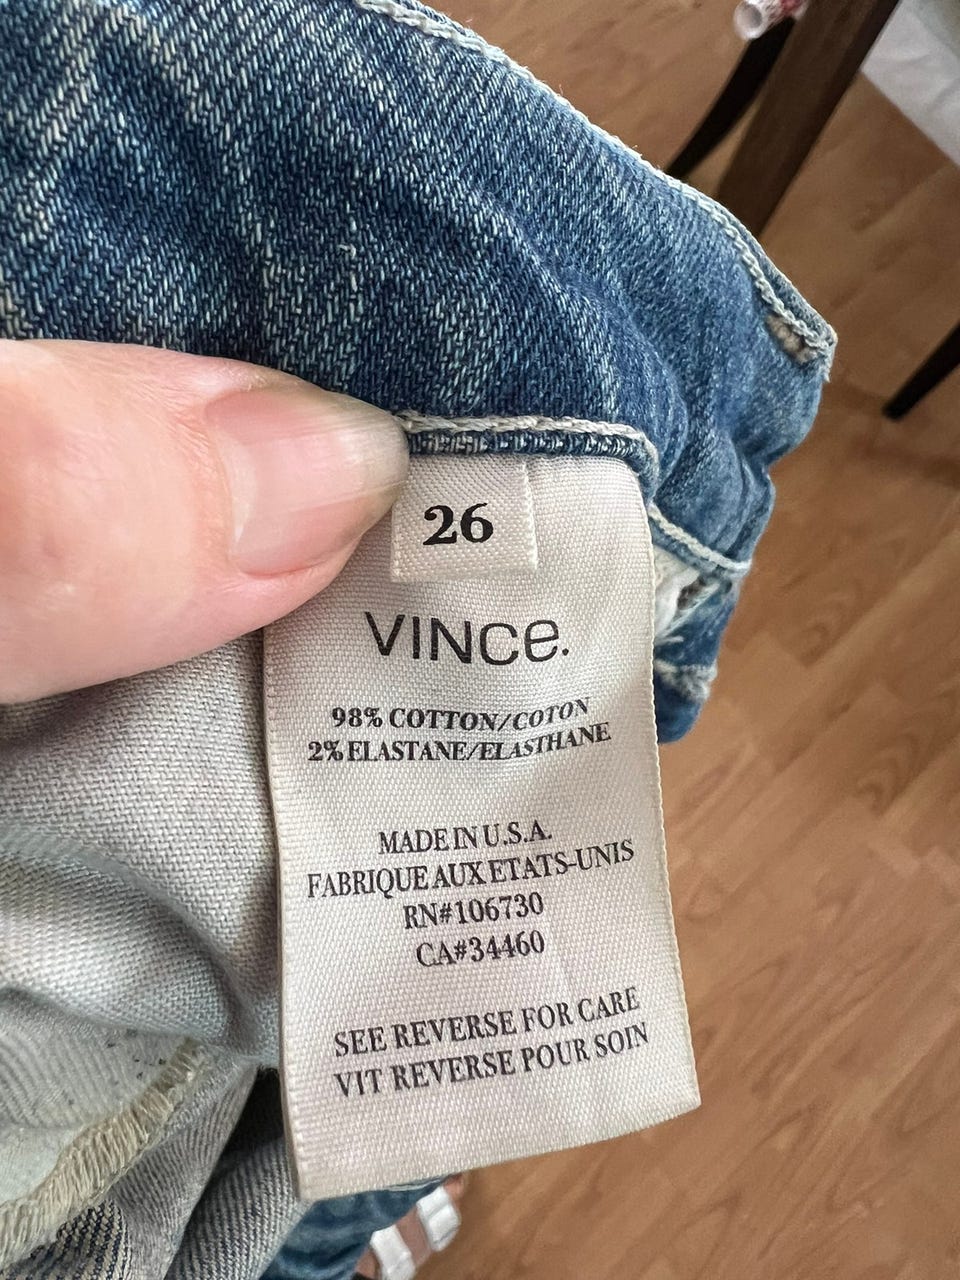 26
VINCe.
98% COTTON/COTON
2% ELASTANE/ELASTHANE
MADE IN U.S.A.
FABRIQUE AUX ETATS-UNIS
RN#106730
CA#34460
SEE REVERSE FOR CARE
VIT REVERSE POUR SOIN